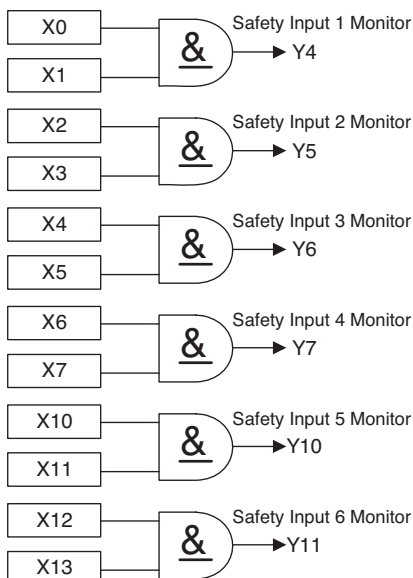 X0
Safety Input 1 Monitor
&
Y4
X1
X2
Safety Input 2 Monitor
&
Y5
X3
X4
Safety Input 3 Monitor
&
Y6
X5
X6
Safety Input 4 Monitor
&
Y7
X7
X10
Safety Input 5 Monitor
&
Y10
X11
X12
Safety Input 6 Monitor
&
Y11
X13